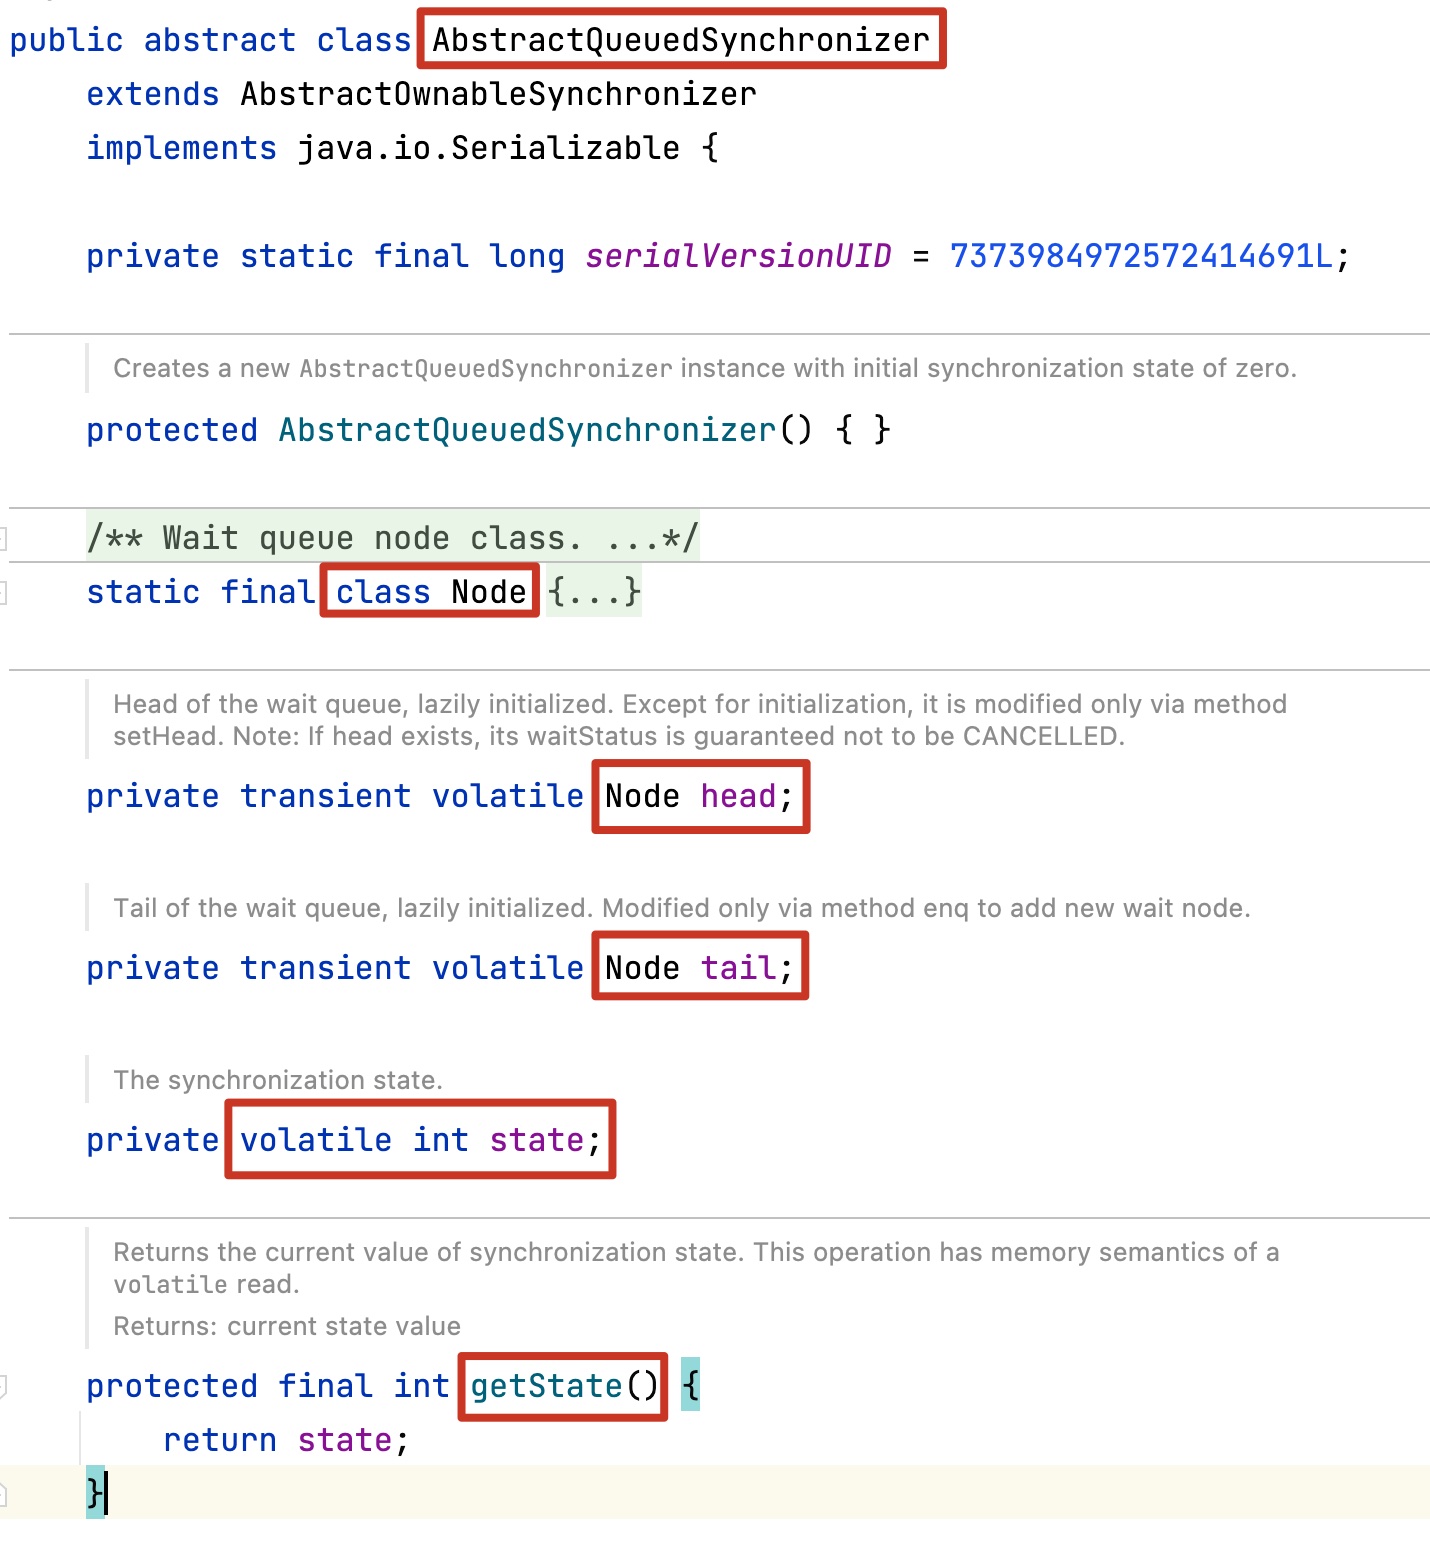 public abstract class AbstractQueuedSynchronizer
extends AbstractOwnableSynchronizer
implements java.io.Serializable {
private static final long serialVersionUID = 7373984972572414691L;
Creates a new AbstractQueuedSynchronizer instance with initial synchronization state of zero.
protected AbstractQueuedSynchronizer() { }
/** Wait queue node class. ...*/
static final class Node {...}
Head of the wait queue, lazily initialized. Except for initialization, it is modified only via method
setHead. Note: If head exists, its waitStatus is guaranteed not to be CANCELLED.
private transient volatile Node head;
Tail of the wait queue, lazily initialized. Modified only via method enq to add new wait node.
private transient volatile Node tail;
The synchronization state.
private volatile int state;
Returns the current value of synchronization state. This operation has memory semantics of a
volatile read.
Returns: current state value
protected final int getState() {
return state;
}